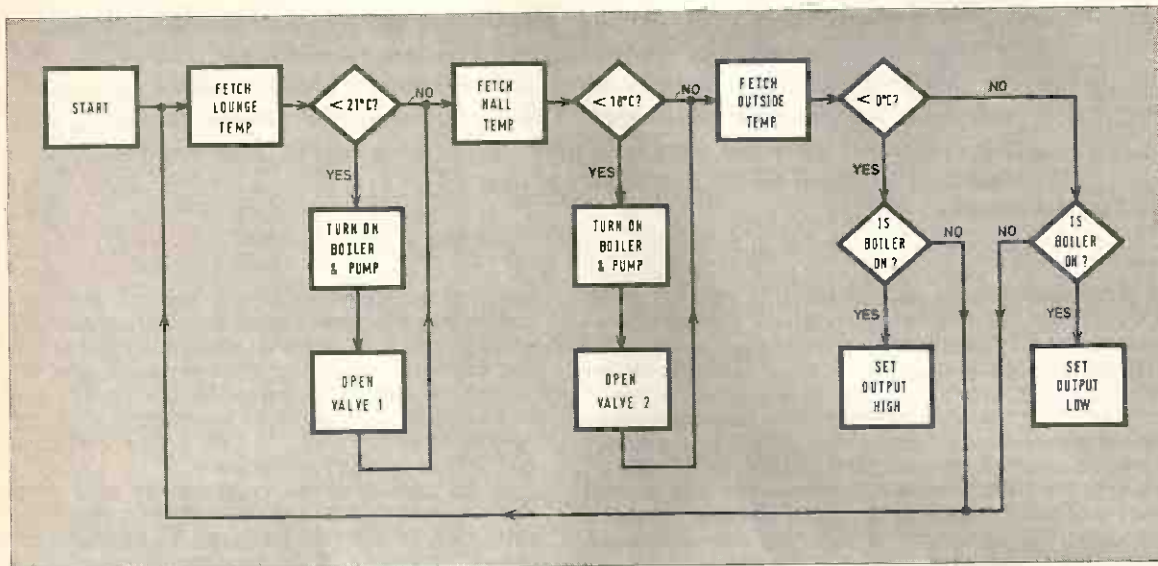 START
FETCH
LOUNGE
TEMP
< 21°C?
NO
YES
TURN ON
BOILER
& PUMP
OPEN
VALVE 1
FETCH
HALL
TEMP
< 18°C?
NO
YES
TURN ON
BOILER
& PUMP
OPEN
VALVE 2
FETCH
OUTSIDE
TEMP
< 0°C?
NO
YES
IS
BOILER
ON ?
NO
YES
SET
OUTPUT
HIGH
IS
BOILER
ON ?
NO
YES
SET
OUTPUT
LOW